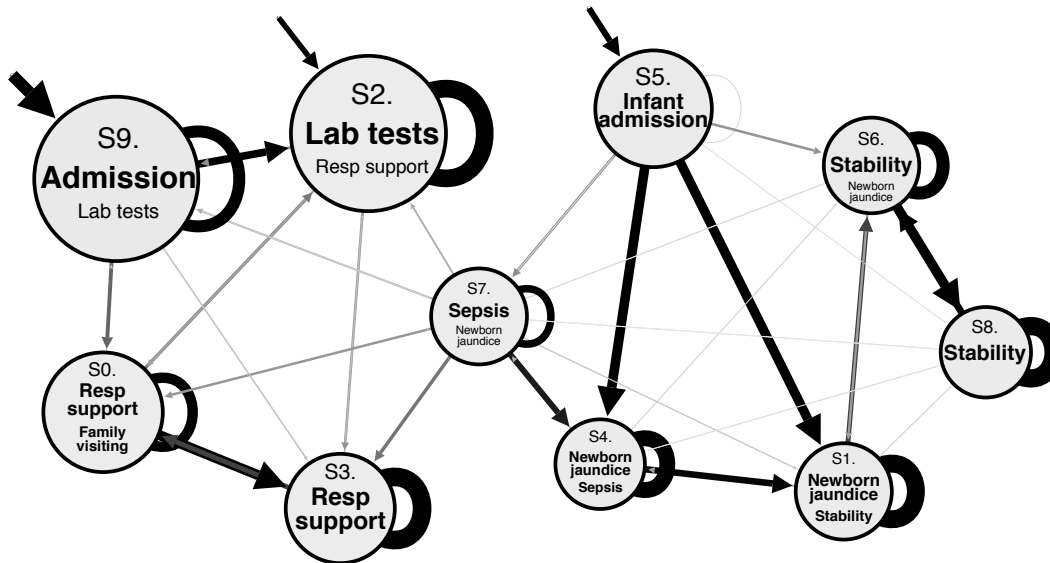 S9.
Admission
Lab tests
S2.
Lab tests
Resp support
S5.
Infant
admission
S6.
Stability
Newborn
jaundice
S7.
Sepsis
Newborn
jaundice
S8.
Stability
S0.
Resp
support
Family
visiting
S3.
Resp
support
S4.
Newborn
jaundice
Sepsis
S1.
Newborn
jaundice
Stability